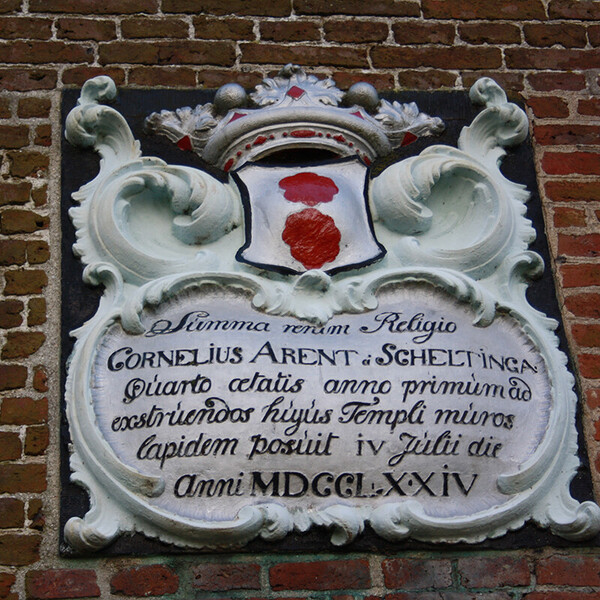 Summa rerum Religio
CORNELIUS ARENT á SCHELTINGA
Quarto ætatis anno primum ad
exstruendos hujus Templi muros
lapidem posuit IV Julii die
anni MDCCLXXIV